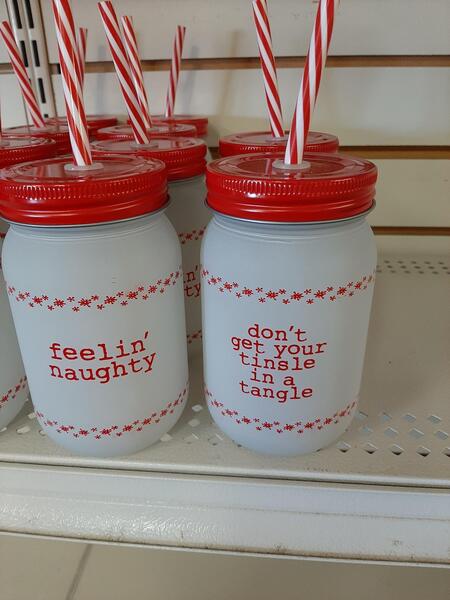 feelin'
naughty
don't
get your
tinsle
in a
tangle